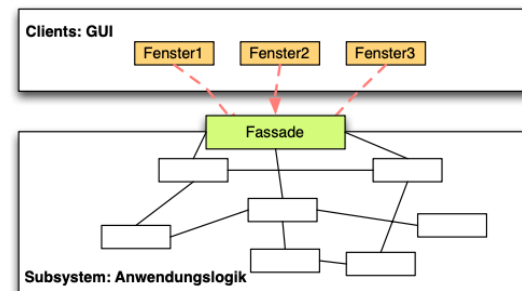 Clients: GUI
Fenster1 Fenster2 Fenster3
Fassade
Subsystem: Anwendungslogik